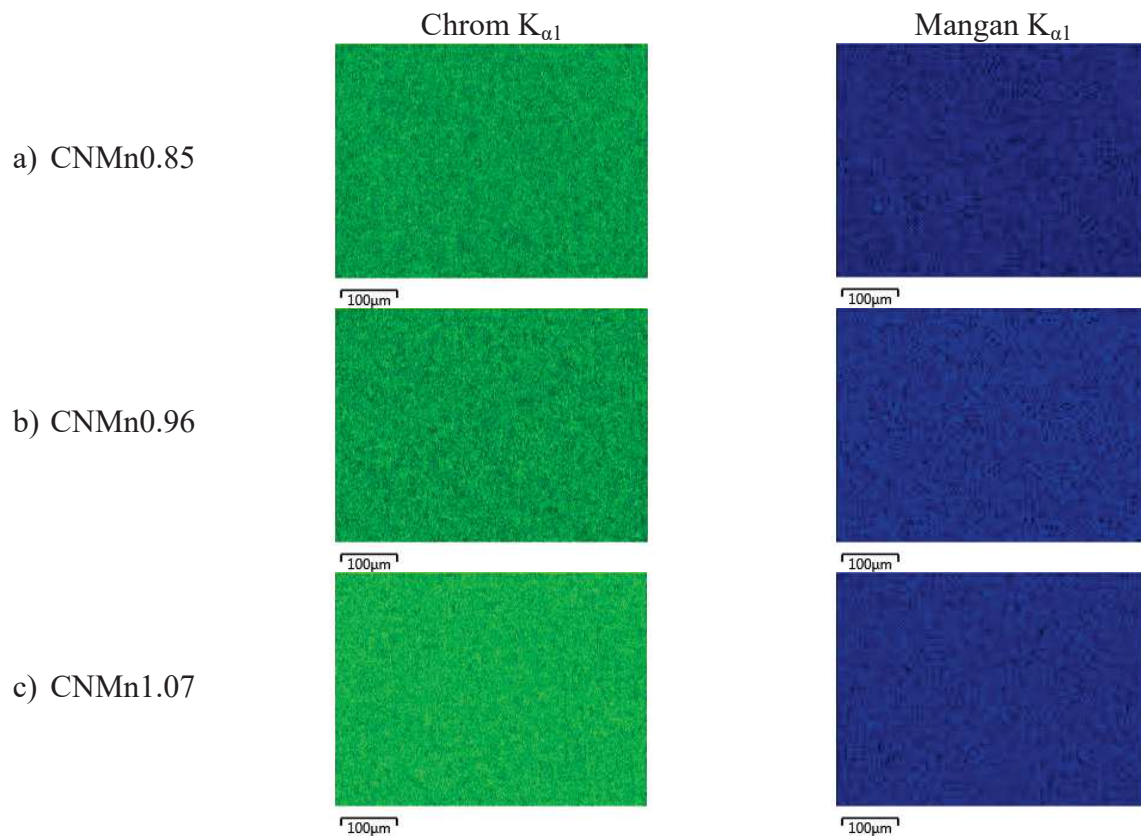 Chrom Kα1
Mangan Kα1
a) CNMn0.85
100µm
100µm
b) CNMn0.96
100µm
100µm
c) CNMn1.07
100µm
100µm